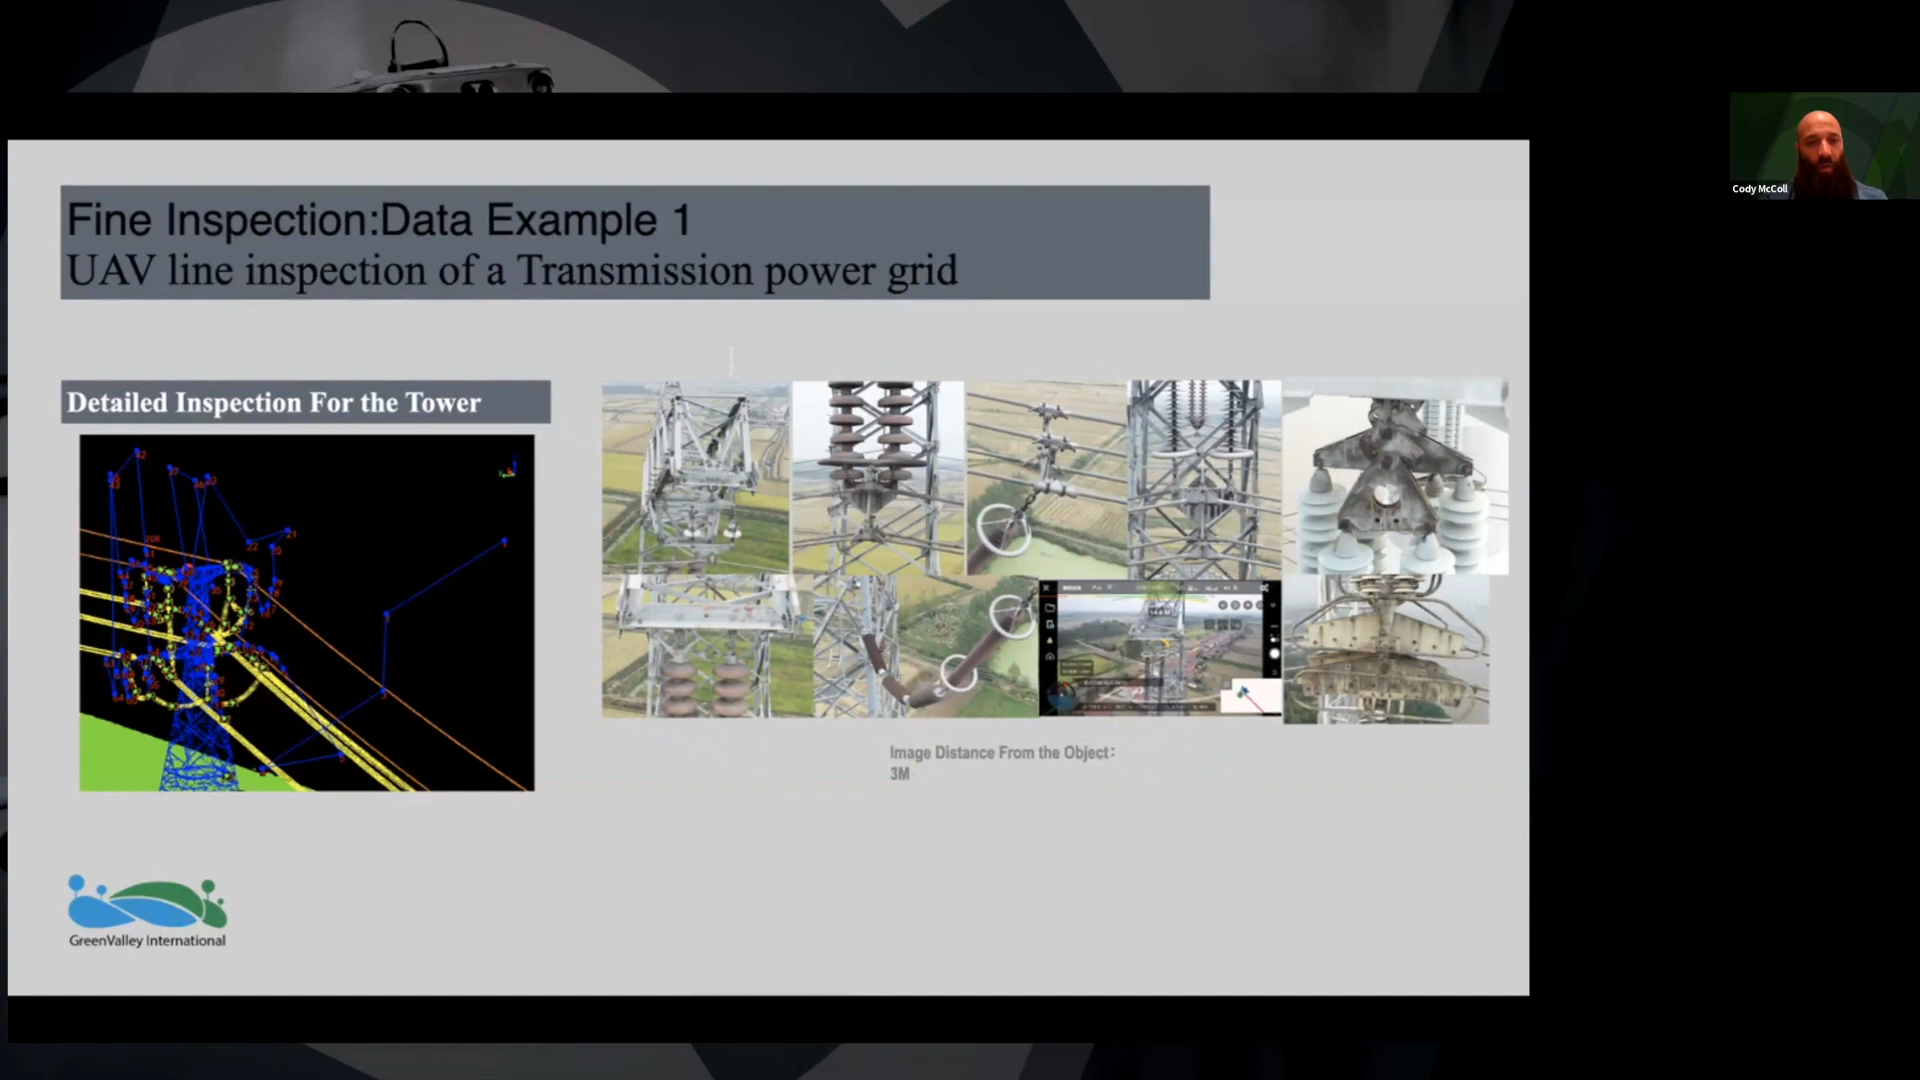 Fine Inspection:Data Example 1
UAV line inspection of a Transmission power grid
Cody McColl
Detailed Inspection For the Tower
Image Distance From the Object:
3M
GreenValley International